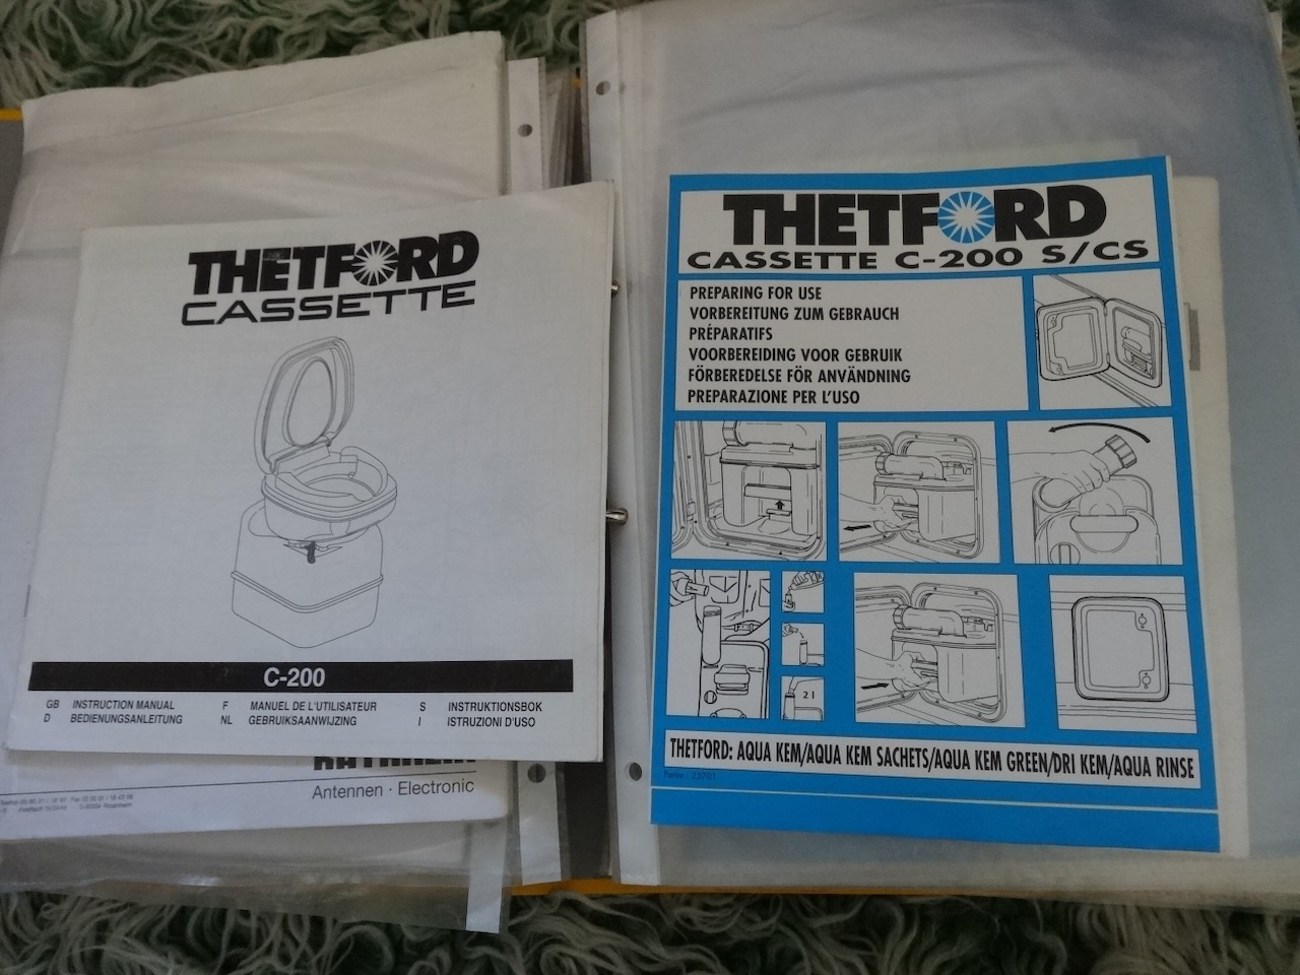 THETFORD
CASSETTE
C-200
GB INSTRUCTION MANUAL
D BEDIENUNGSANLEITUNG
F MANUEL DE L'UTILISATEUR
NL GEBRUIKSAANWIJZING
S INSTRUKTIONSBOK
I ISTRUZIONI D'USO
Antennen · Electronic
THETFORD
CASSETTE C-200 S/CS
PREPARING FOR USE
VORBEREITUNG ZUM GEBRAUCH
PRÉPARATIFS
VOORBEREIDING VOOR GEBRUIK
FÖRBEREDELSE FÖR ANVÄNDNING
PREPARAZIONE PER L'USO
2 l
THETFORD: AQUA KEM/AQUA KEM SACHETS/AQUA KEM GREEN/DRI KEM/AQUA RINSE